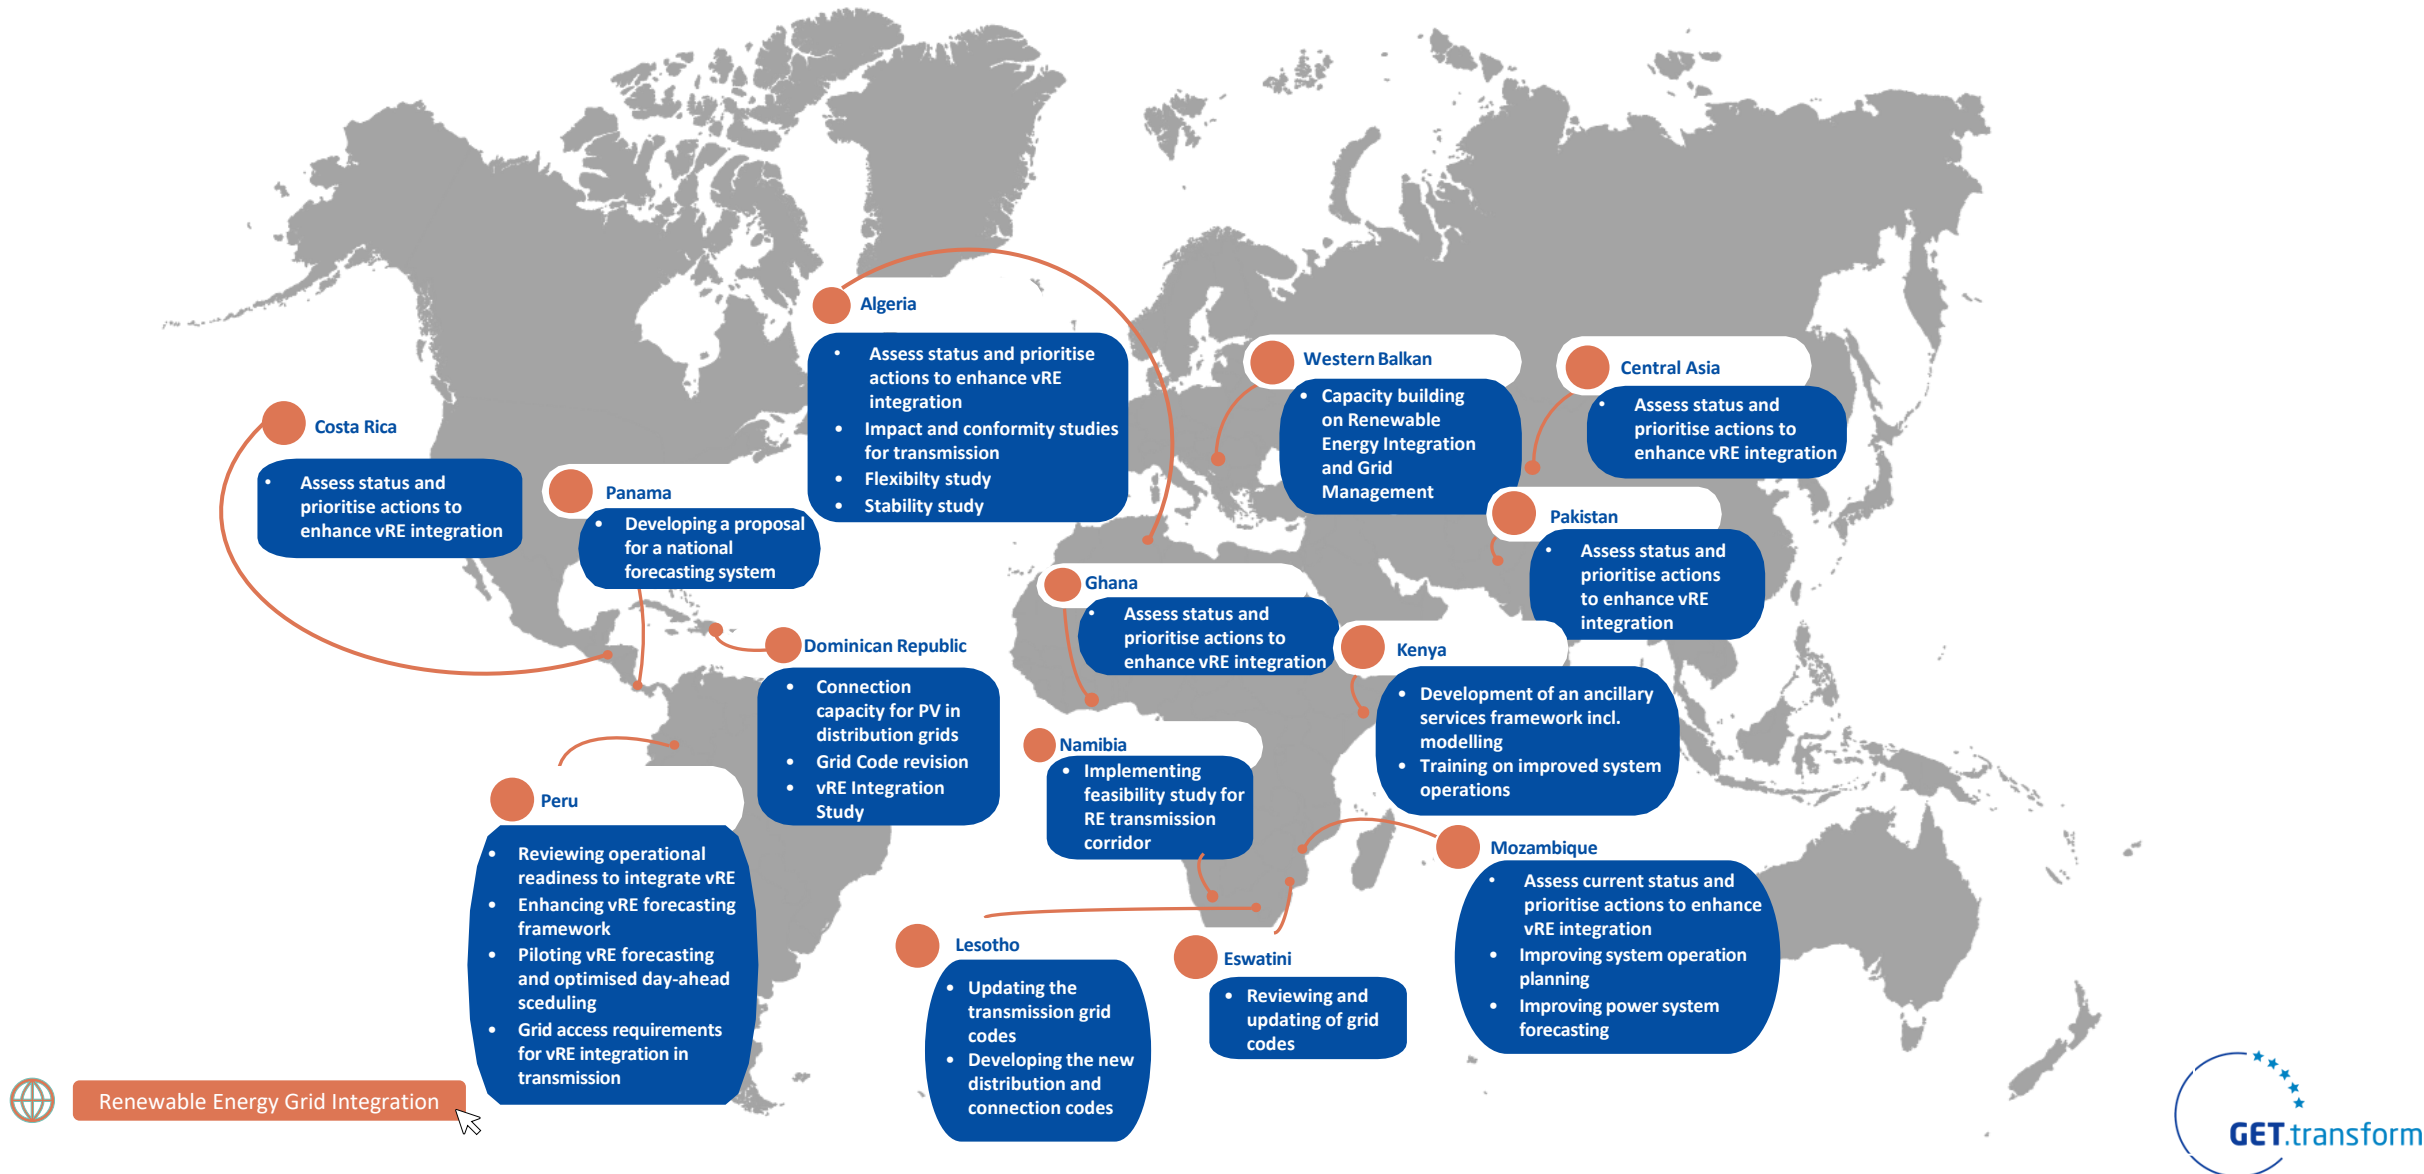 Algeria
• Assess status and prioritise
actions to enhance vRE
integration
• Impact and conformity studies
for transmission
• Flexibilty study
• Stability study
Western Balkan
• Capacity building
on Renewable
Energy Integration
and Grid
Management
Central Asia
• Assess status and
prioritise actions to
enhance vRE integration
Costa Rica
• Assess status and
prioritise actions to
enhance vRE integration
Panama
• Developing a proposal
for a national
forecasting system
Pakistan
• Assess status and
prioritise actions
to enhance vRE
integration
Ghana
• Assess status and
prioritise actions to
enhance vRE integration
Dominican Republic
• Connection
capacity for PV in
distribution grids
• Grid Code revision
• vRE Integration
Study
Kenya
• Development of an ancillary
services framework incl.
modelling
• Training on improved system
operations
Namibia
• Implementing
feasibility study for
RE transmission
corridor
Peru
• Reviewing operational
readiness to integrate vRE
• Enhancing vRE forecasting
framework
• Piloting vRE forecasting
and optimised day-ahead
sceduling
• Grid access requirements
for vRE integration in
transmission
Mozambique
• Assess current status and
prioritise actions to enhance
vRE integration
• Improving system operation
planning
• Improving power system
forecasting
Lesotho
• Updating the
transmission grid
codes
• Developing the new
distribution and
connection codes
Eswatini
• Reviewing and
updating of grid
codes
Renewable Energy Grid Integration
GET.transform